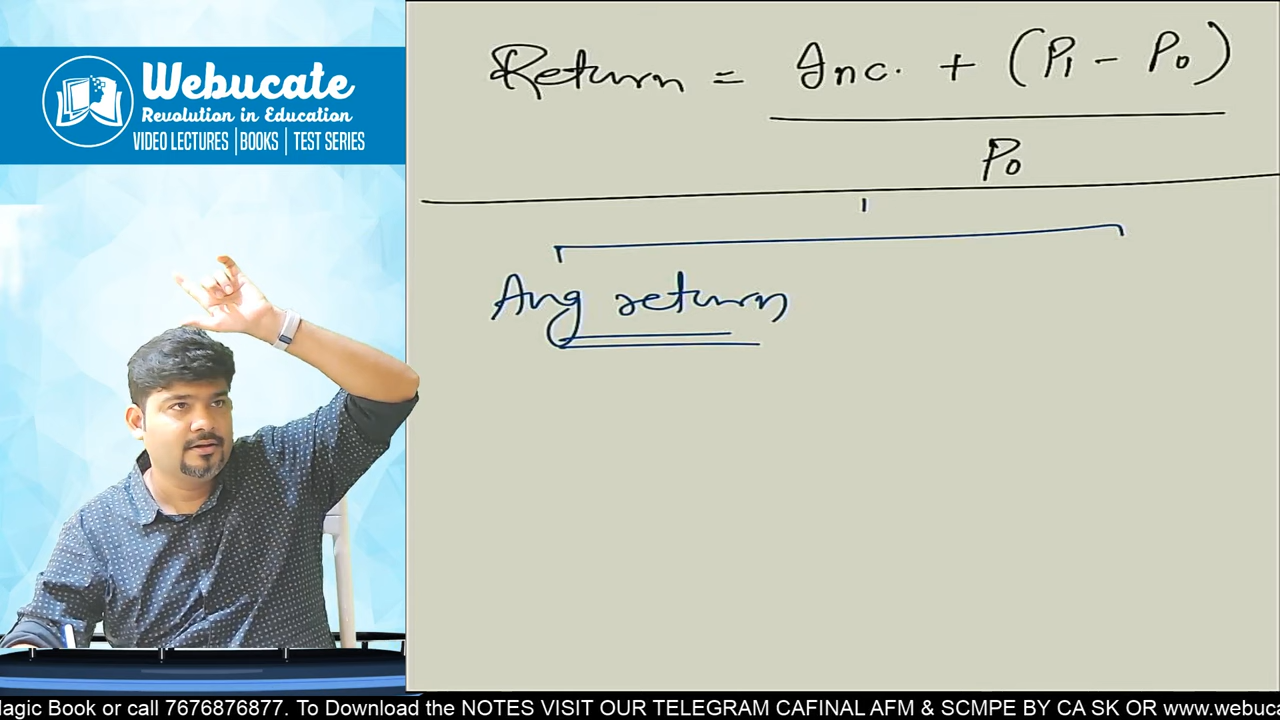 Webucate
Revolution in Education
VIDEO LECTURES | BOOKS | TEST SERIES
Return = Inc. + (P₁ - P₀)
P₀
Avg return
Magic Book or call 7676876877. To Download the NOTES VISIT OUR TELEGRAM CAFINAL AFM & SCMPE BY CA SK OR www.webuca